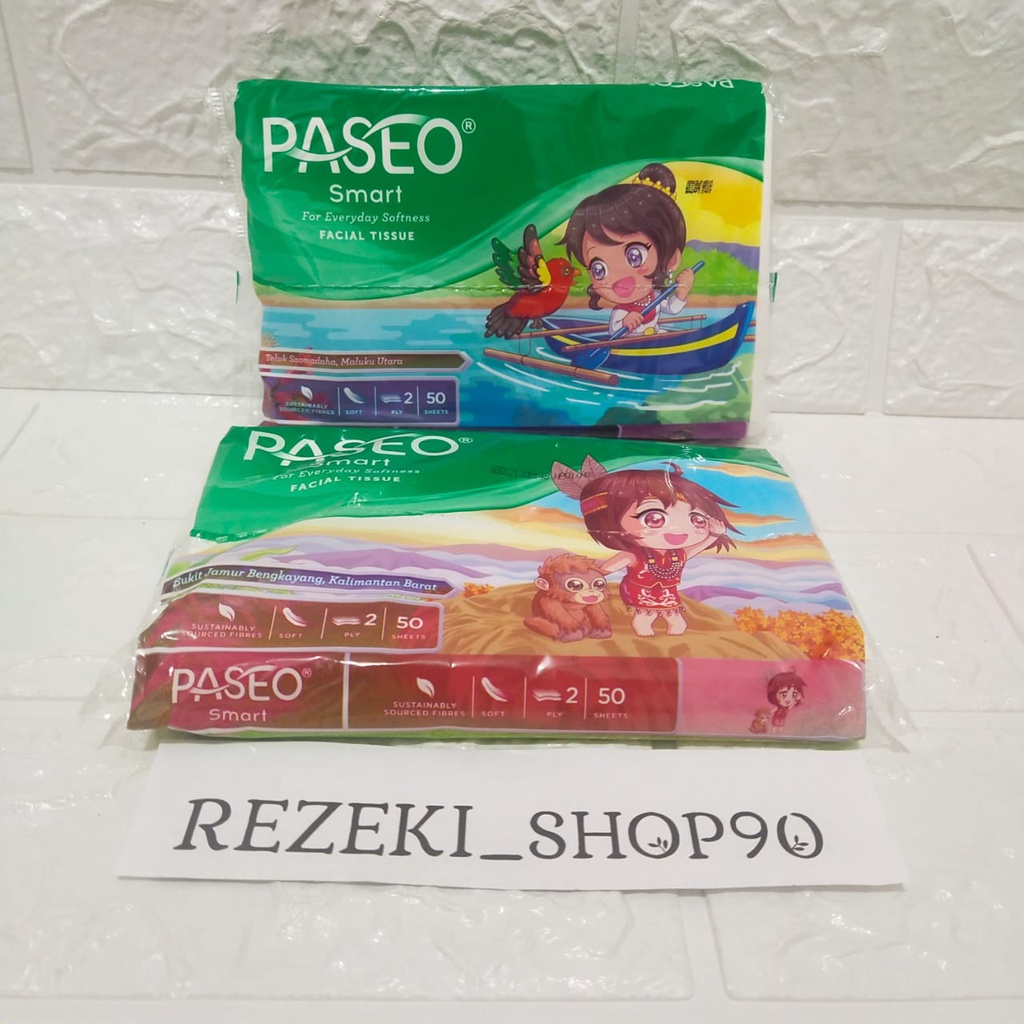 PASEO®
Smart
For Everyday Softness
FACIAL TISSUE
Teluk Saomadaha, Maluku Utara
SUSTAINABLY SOFT 2 50
SOURCED FIBRES PLY SHEETS
PASEO®
Smart
For Everyday Softness
FACIAL TISSUE
Bukit Jamur Bengkayang, Kalimantan Barat
SUSTAINABLY SOFT 2 50
SOURCED FIBRES PLY SHEETS
PASEO®
Smart
SUSTAINABLY SOFT 2 50
SOURCED FIBRES PLY SHEETS
REZEKI_SHOP90